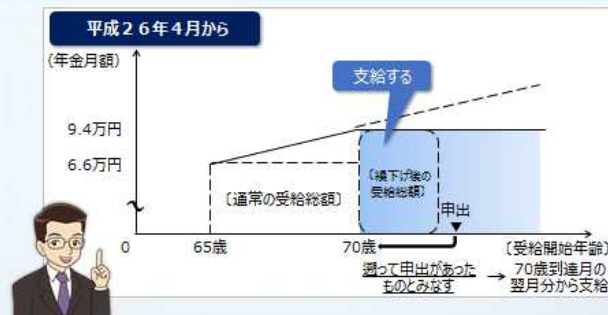 平成26年4月から
(年金月額)
支給する
9.4万円
6.6万円
〔通常の受給総額〕
〔繰下げ後の
受給総額〕
申出
0
65歳
70歳
〔受給開始年齢〕
遡って申出があった
ものとみなす
→ 70歳到達月の
翌月分から支給